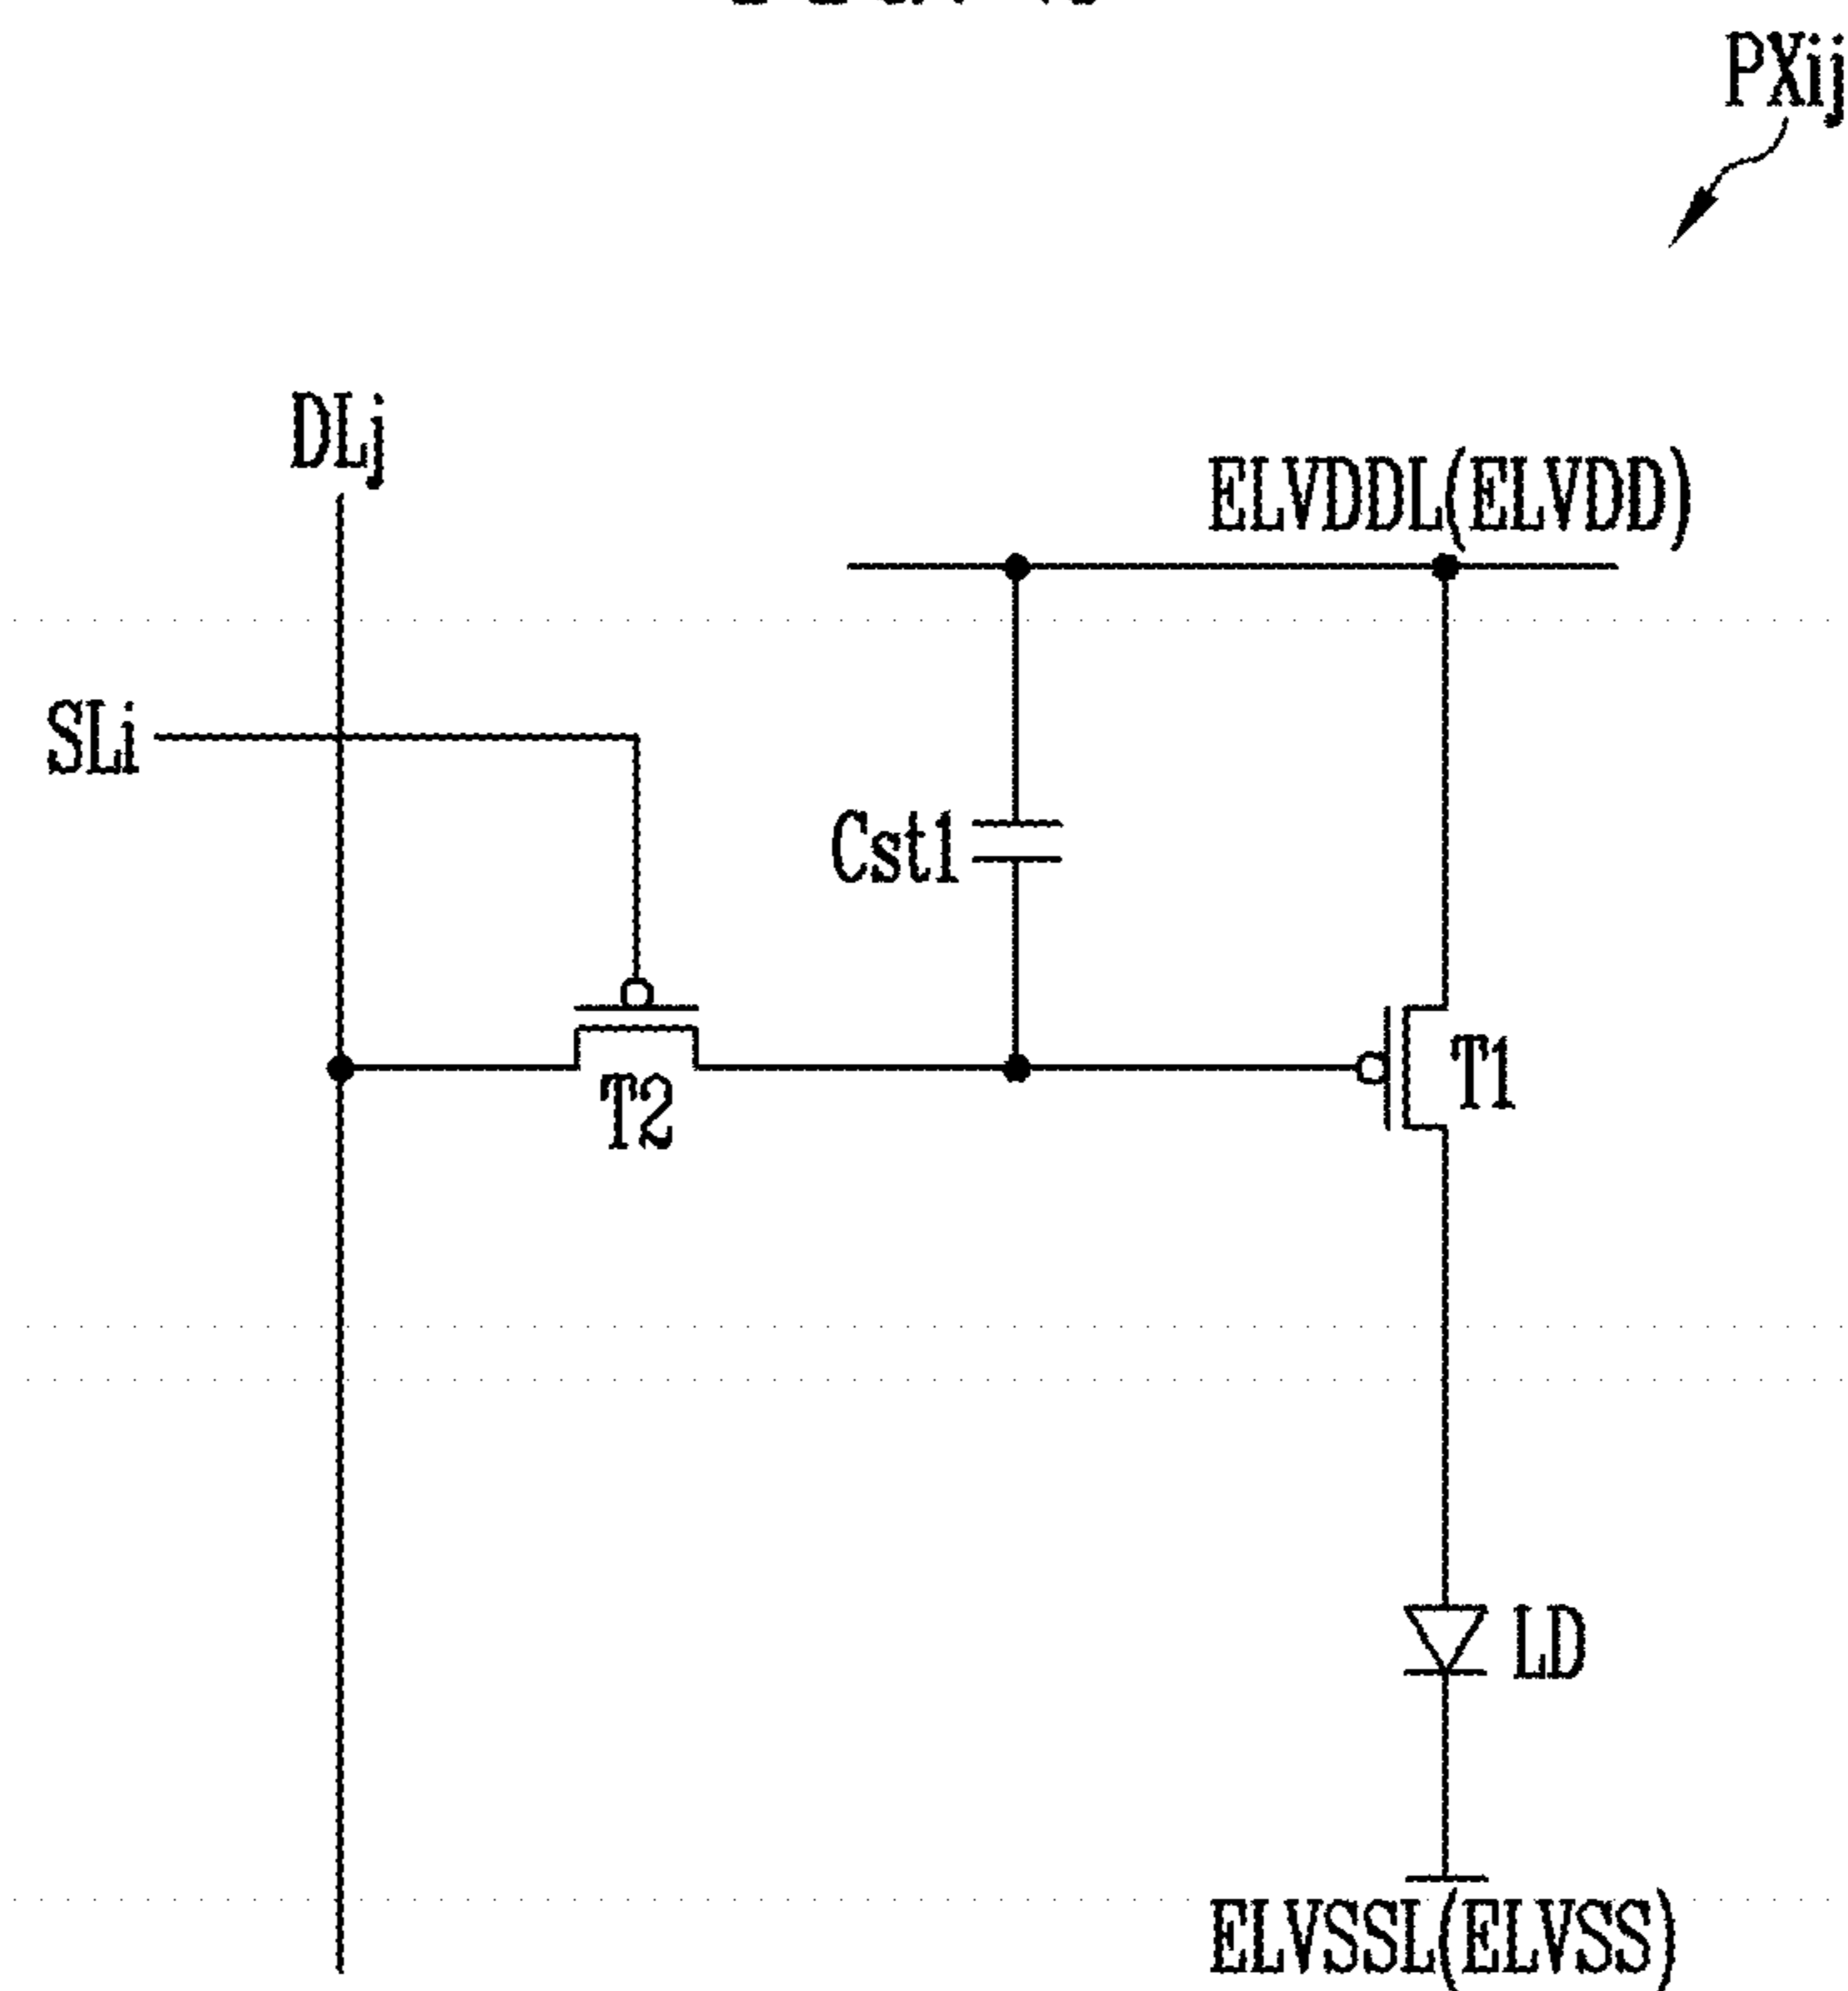 PXij
DLj
ELVDDL(ELVDD)
SLi
Cst1
T1
T2
LD
ELVSSL(ELVSS)